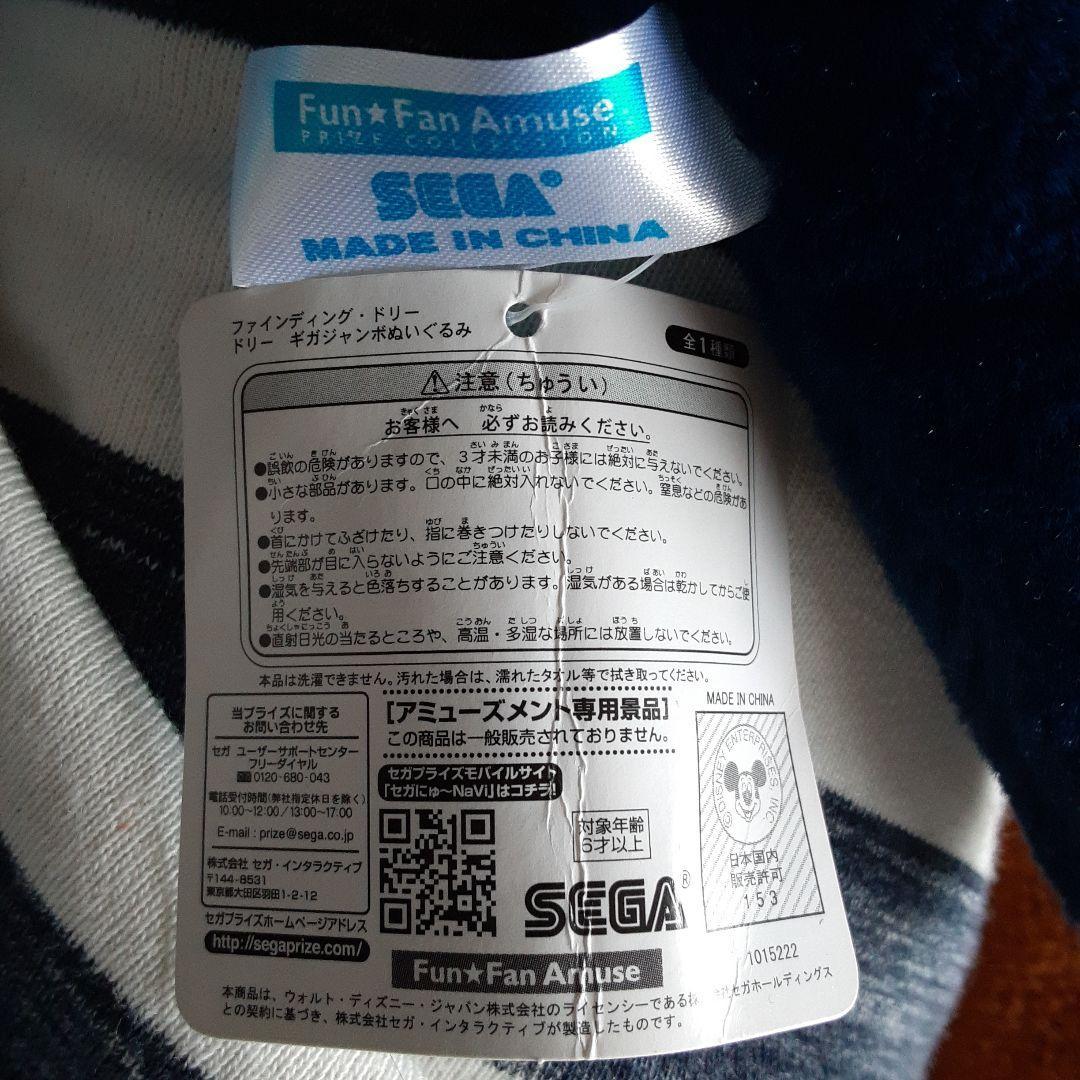 Fun★Fan Amuse
PRIZE COLLECTION
SEGA®
MADE IN CHINA
ファインディング・ドリー
ドリー ギガジャンボぬいぐるみ
全1種類
注意(ちゅうい)
お客様へ 必ずお読みください。
●誤飲の危険がありますので、3才未満のお子様には絶対に与えないでください。
●小さな部品があります。口の中に絶対入れないでください。窒息などの危険があ
ります。
●首にかけてふざけたり、指に巻きつけたりしないでください。
●先端部が目に入らないようにご注意ください。
●湿気を与えると色落ちすることがあります。湿気がある場合は乾かしてからご使
用ください。
●直射日光の当たるところや、高温・多湿な場所には放置しないでください。
本品は洗濯できません。汚れた場合は、濡れたタオル等で拭き取ってください。
当プライズに関する
お問い合わせ先
セガ ユーザーサポートセンター
フリーダイヤル
0120-680-043
電話受付時間(弊社指定休日を除く)
10:00~12:00/13:00~17:00
E-mail : prize@sega.co.jp
株式会社 セガ・インタラクティブ
〒144-8531
東京都大田区羽田1-2-12
セガプライズホームページアドレス
http://segaprize.com/
[アミューズメント専用景品]
この商品は一般販売されておりません。
セガプライズモバイルサイト
「セガにゅ〜NaVi」はコチラ!
対象年齢
6才以上
SEGA®
Fun★Fan Amuse
MADE IN CHINA
©DISNEY ENTERPRISES, INC.
日本国内
販売許可
153
1015222
本商品は、ウォルト・ディズニー・ジャパン株式会社のライセンシーである株式会社セガホールディングス
との契約に基づき、株式会社セガ・インタラクティブが製造したものです。